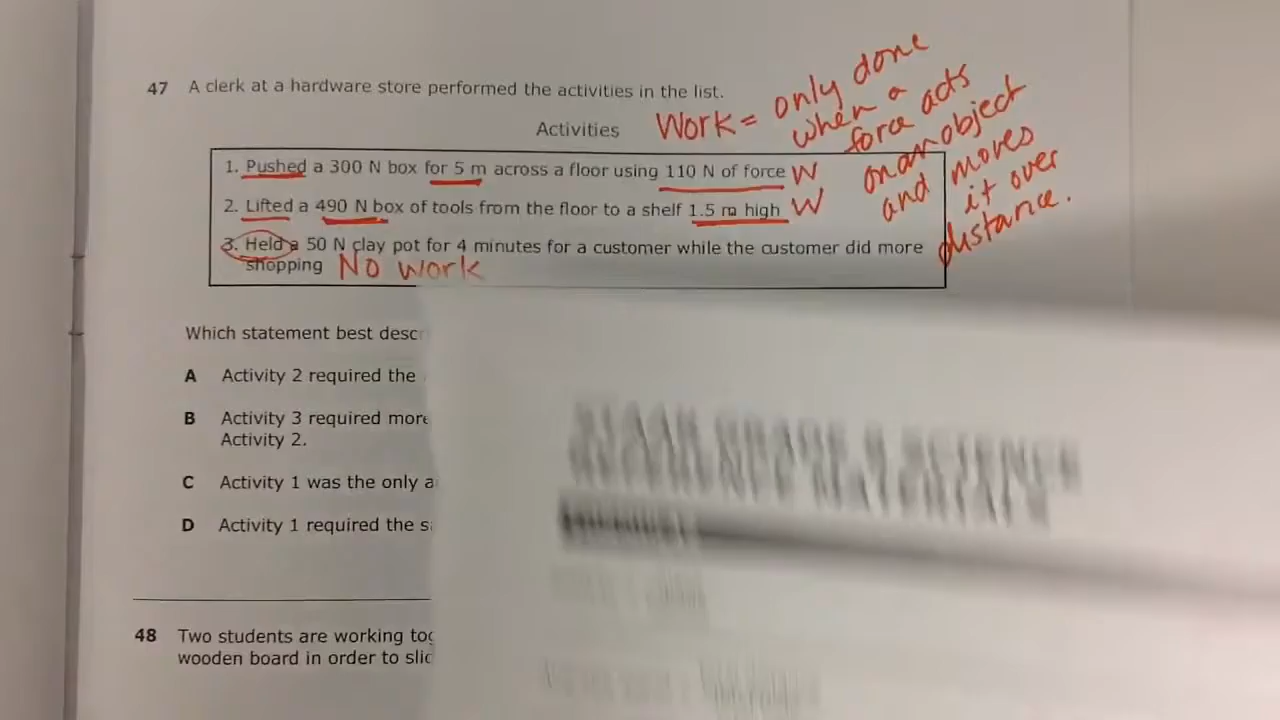 47 A clerk at a hardware store performed the activities in the list.
Activities
Work = only done
when a
force acts
on an object
and moves
it over
distance.
1. Pushed a 300 N box for 5 m across a floor using 110 N of force W
2. Lifted a 490 N box of tools from the floor to a shelf 1.5 m high W
3. Held a 50 N clay pot for 4 minutes for a customer while the customer did more
shopping No work
Which statement best desc
A Activity 2 required the
B Activity 3 required more
Activity 2.
C Activity 1 was the only a
D Activity 1 required the s
48 Two students are working tog
wooden board in order to slid